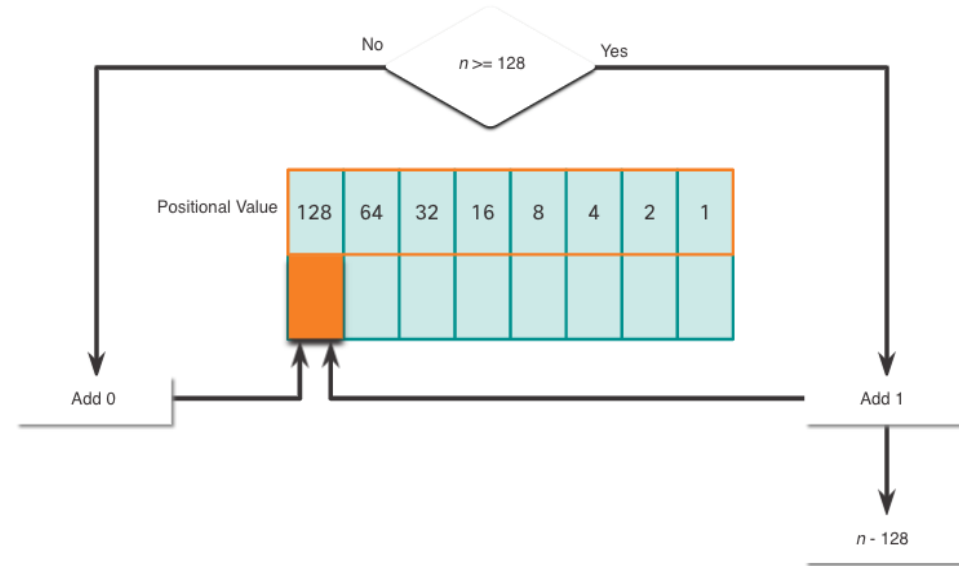 No
n >= 128
Yes
Positional Value
128 64 32 16 8 4 2 1
Add 0
Add 1
n - 128